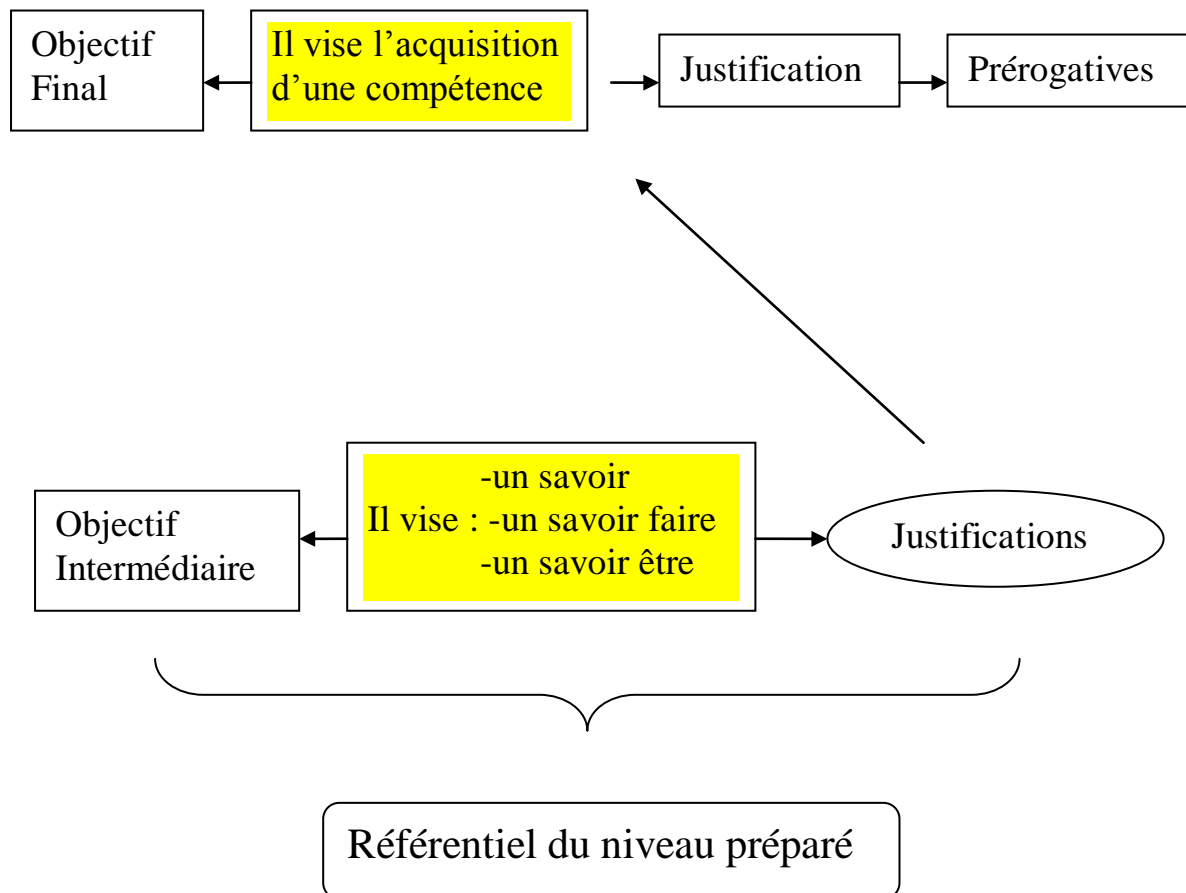 Objectif
Final
Il vise l’acquisition
d’une compétence
Justification
Prérogatives
Objectif
Intermédiaire
-un savoir
Il vise : -un savoir faire
-un savoir être
Justifications
Référentiel du niveau préparé